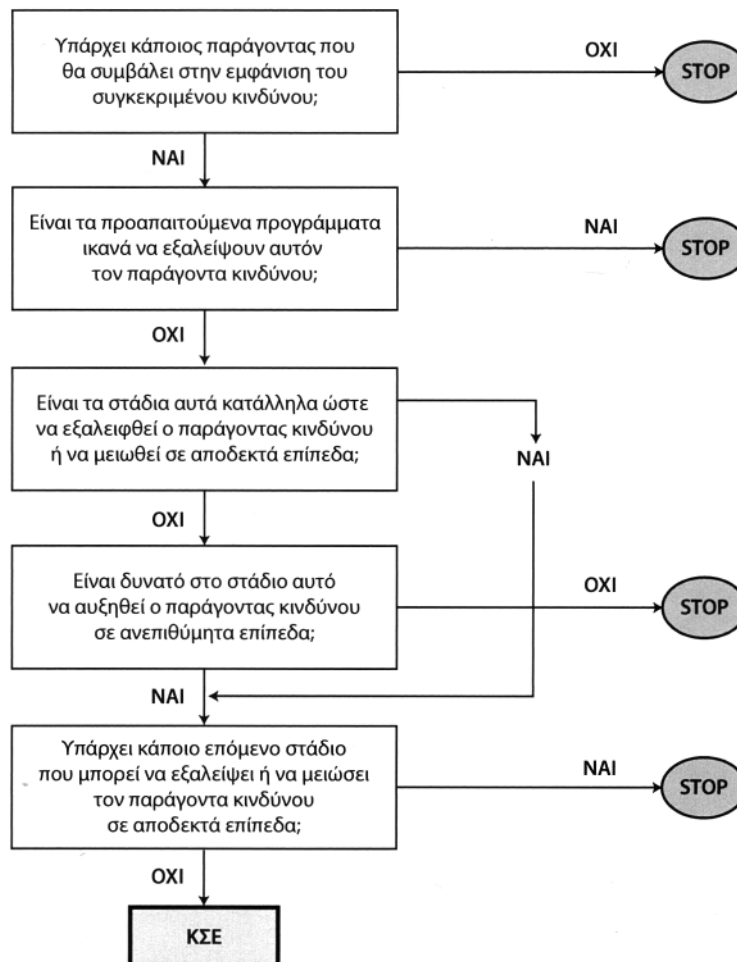 Υπάρχει κάποιος παράγοντας που
θα συμβάλει στην εμφάνιση του
συγκεκριμένου κινδύνου;
ΟΧΙ
STOP
ΝΑΙ
Είναι τα προαπαιτούμενα προγράμματα
ικανά να εξαλείψουν αυτόν
τον παράγοντα κινδύνου;
ΝΑΙ
STOP
ΟΧΙ
Είναι τα στάδια αυτά κατάλληλα ώστε
να εξαλειφθεί ο παράγοντας κινδύνου
ή να μειωθεί σε αποδεκτά επίπεδα;
ΝΑΙ
ΟΧΙ
Είναι δυνατό στο στάδιο αυτό
να αυξηθεί ο παράγοντας κινδύνου
σε ανεπιθύμητα επίπεδα;
ΟΧΙ
STOP
ΝΑΙ
Υπάρχει κάποιο επόμενο στάδιο
που μπορεί να εξαλείψει ή να μειώσει
τον παράγοντα κινδύνου
σε αποδεκτά επίπεδα;
ΝΑΙ
STOP
ΟΧΙ
ΚΣΕ